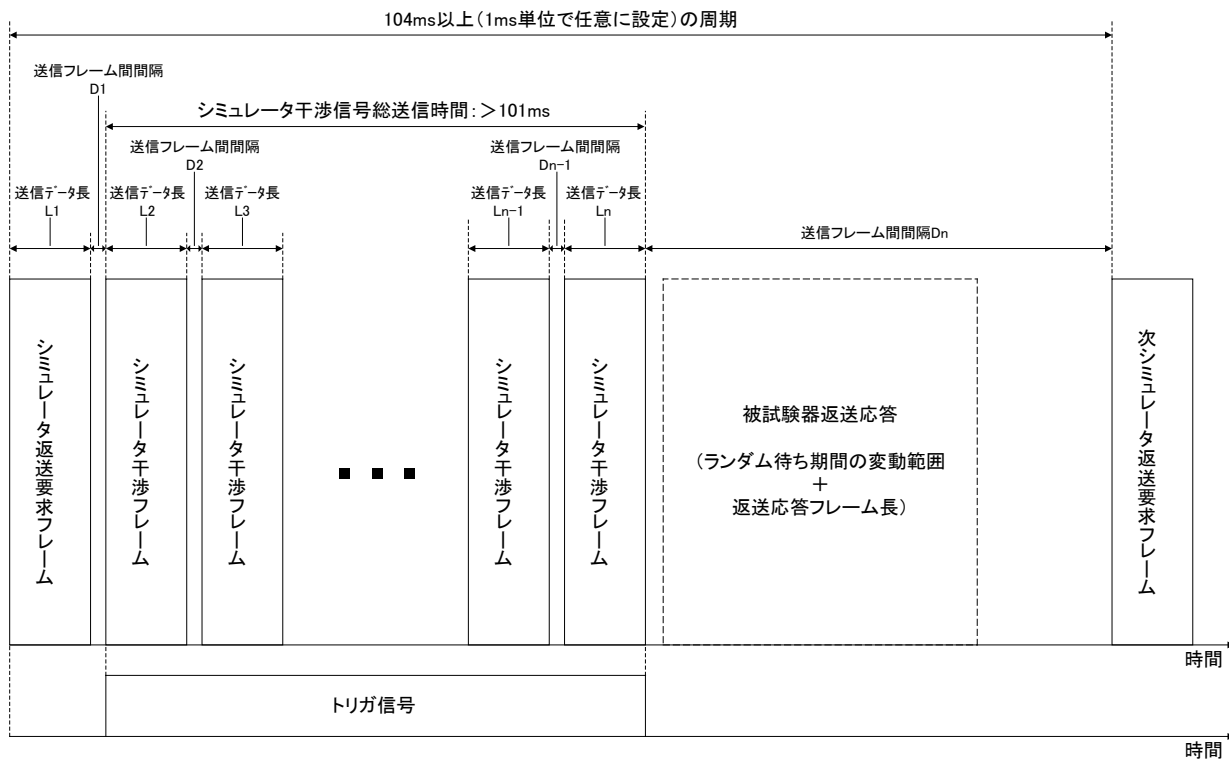 104ms以上（1ms単位で任意に設定）の周期
送信フレーム間間隔
D1
シミュレータ干渉信号総送信時間：＞101ms
送信フレーム間間隔
D2
送信フレーム間間隔
Dn-1
送信ﾃﾞｰﾀ長
L1
送信ﾃﾞｰﾀ長
L2
送信ﾃﾞｰﾀ長
L3
送信ﾃﾞｰﾀ長
Ln-1
送信ﾃﾞｰﾀ長
Ln
送信フレーム間間隔Dn
シミュレータ返送要求フレーム
シミュレータ干渉フレーム
シミュレータ干渉フレーム
シミュレータ干渉フレーム
シミュレータ干渉フレーム
被試験器返送応答
（ランダム待ち期間の変動範囲
＋
返送応答フレーム長）
次シミュレータ返送要求フレーム
時間
トリガ信号
時間